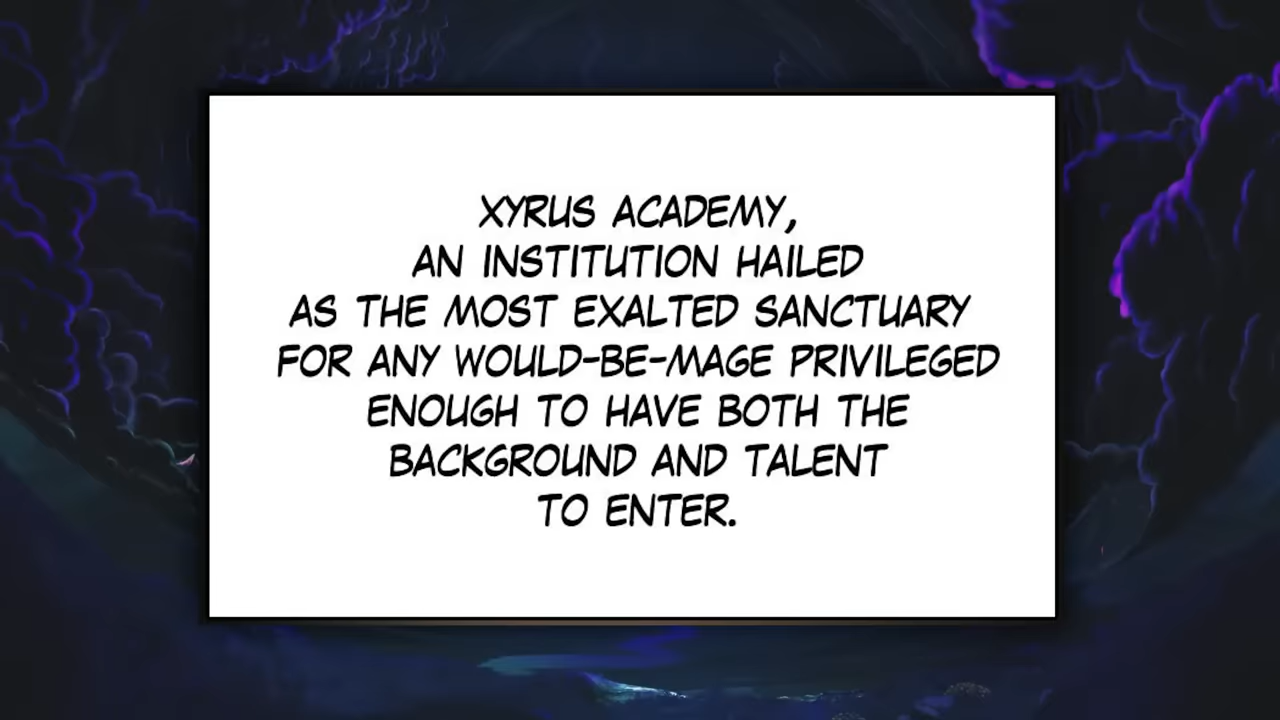 XYRUS ACADEMY,
AN INSTITUTION HAILED
AS THE MOST EXALTED SANCTUARY
FOR ANY WOULD-BE-MAGE PRIVILEGED
ENOUGH TO HAVE BOTH THE
BACKGROUND AND TALENT
TO ENTER.